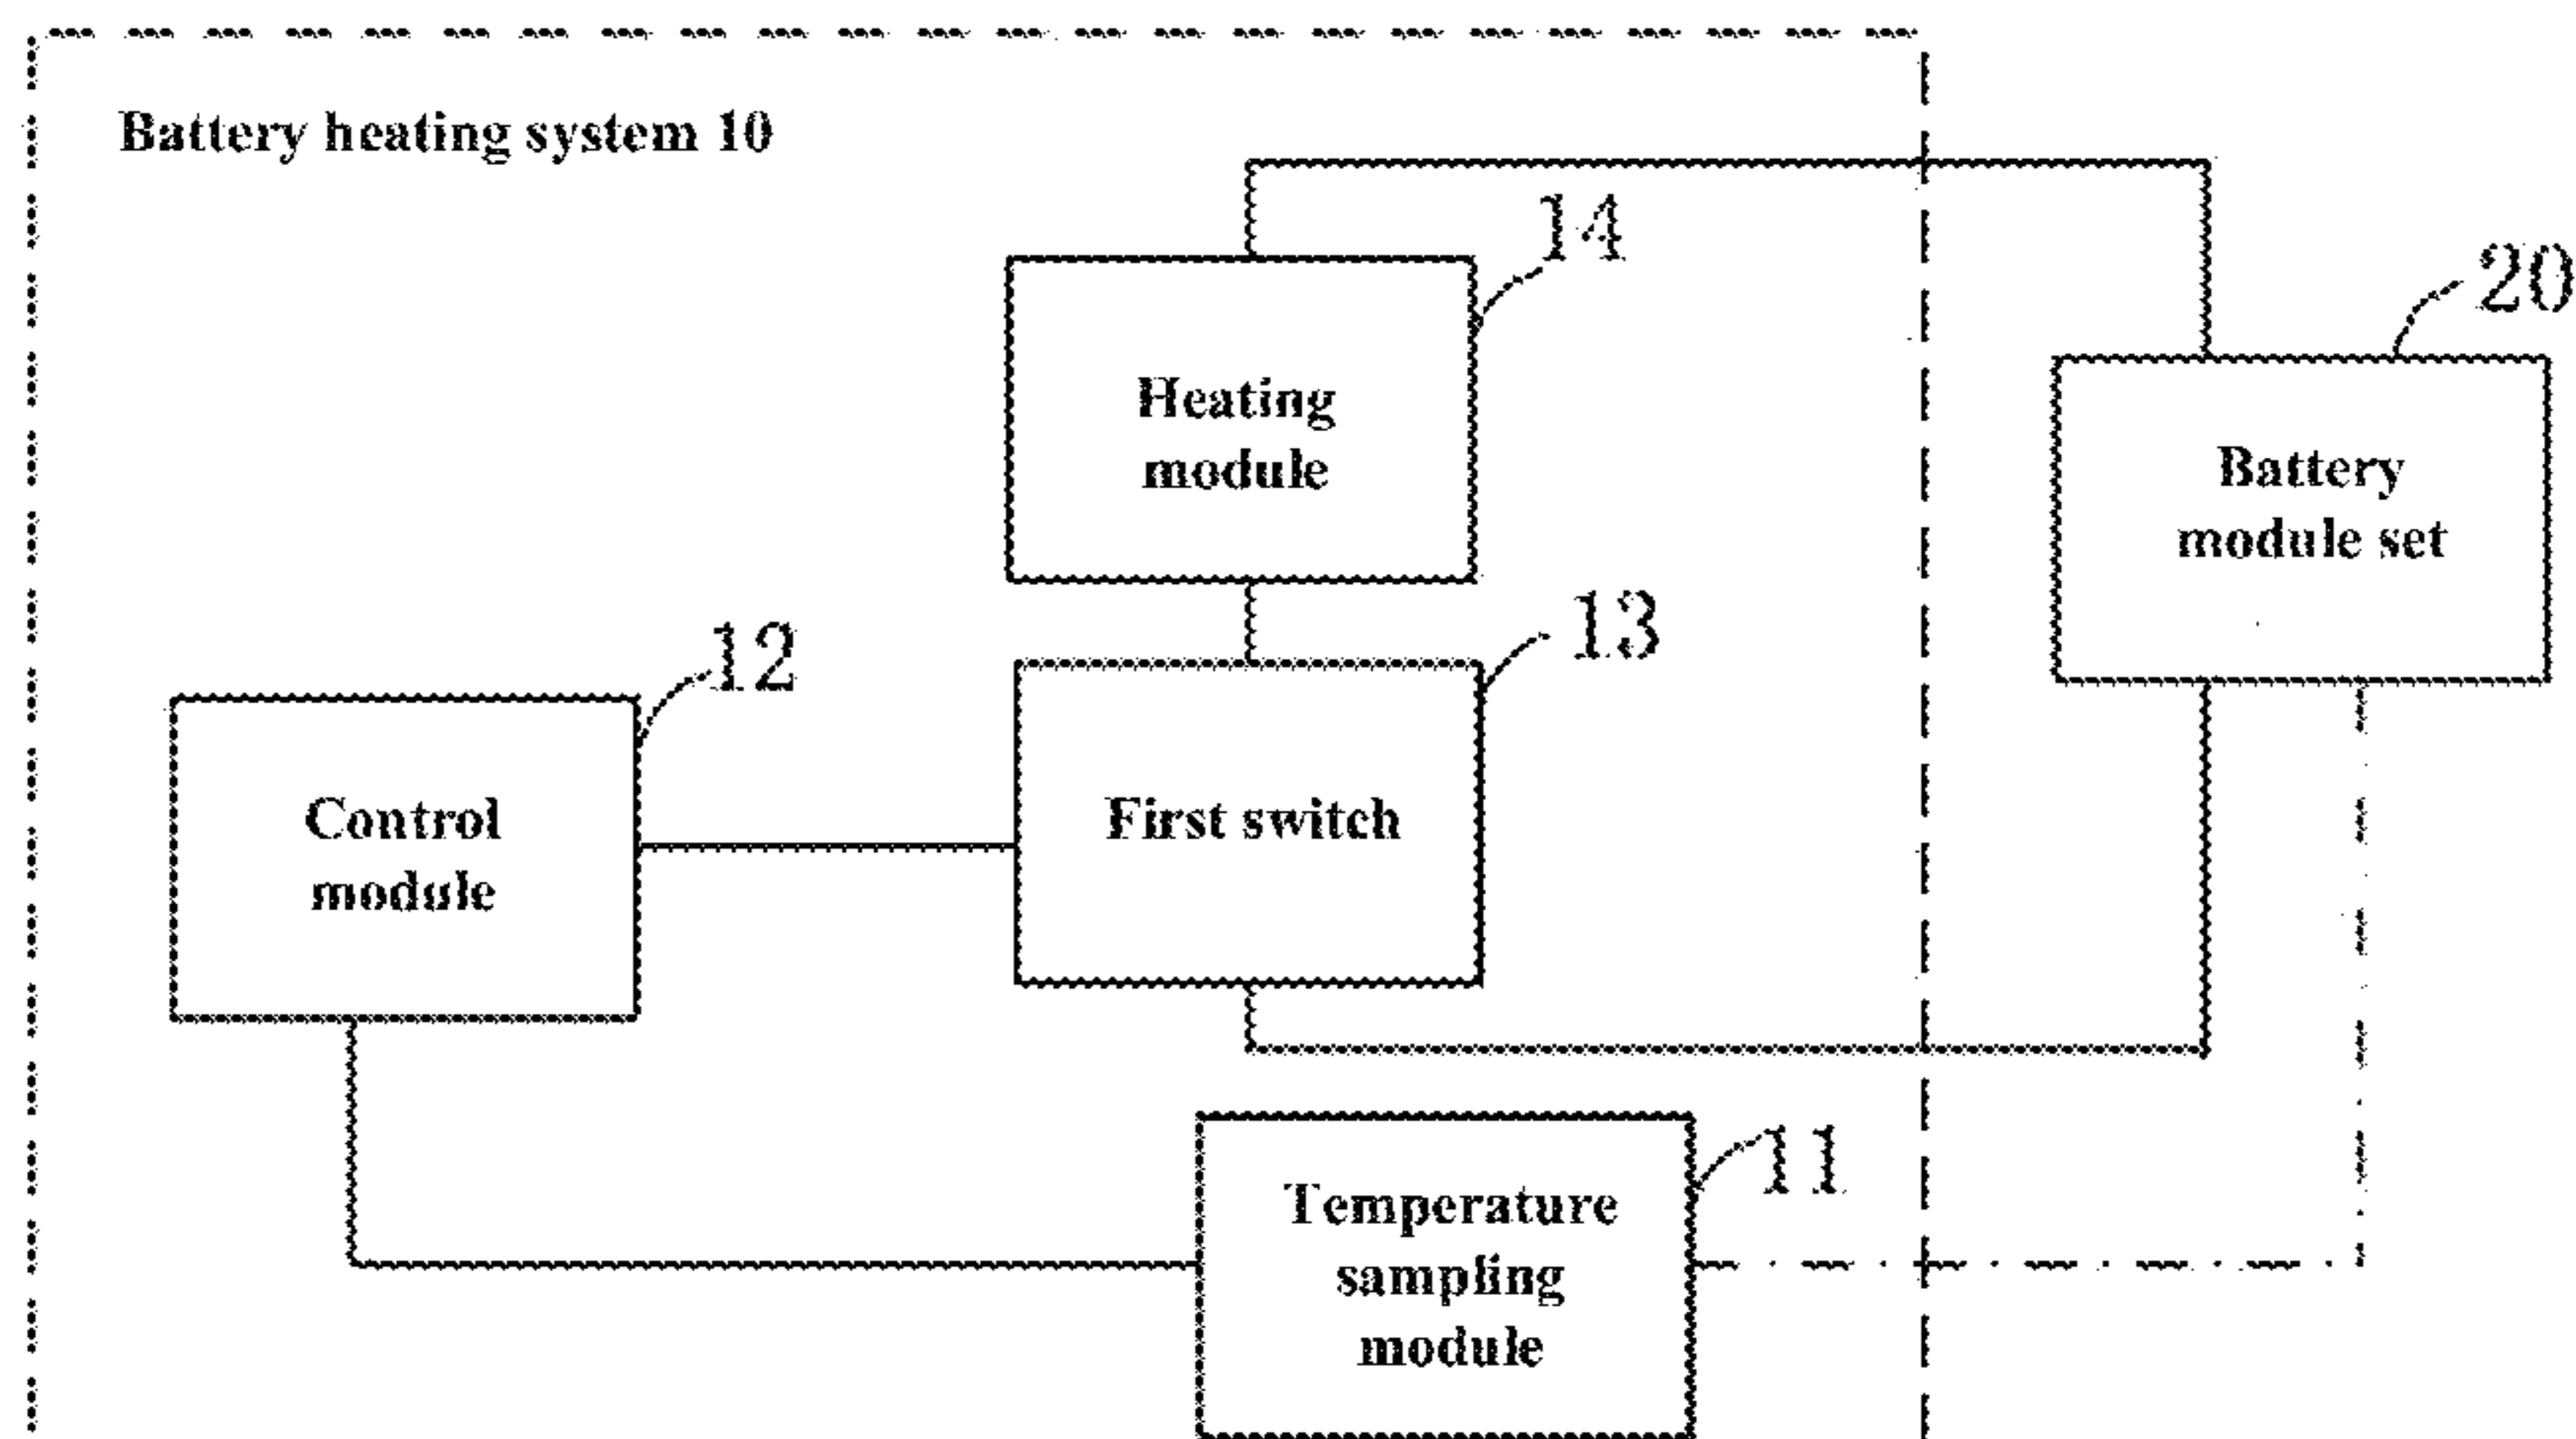 Battery heating system 10
14
Heating
module
20
Battery
module set
12
Control
module
13
First switch
11
Temperature
sampling
module